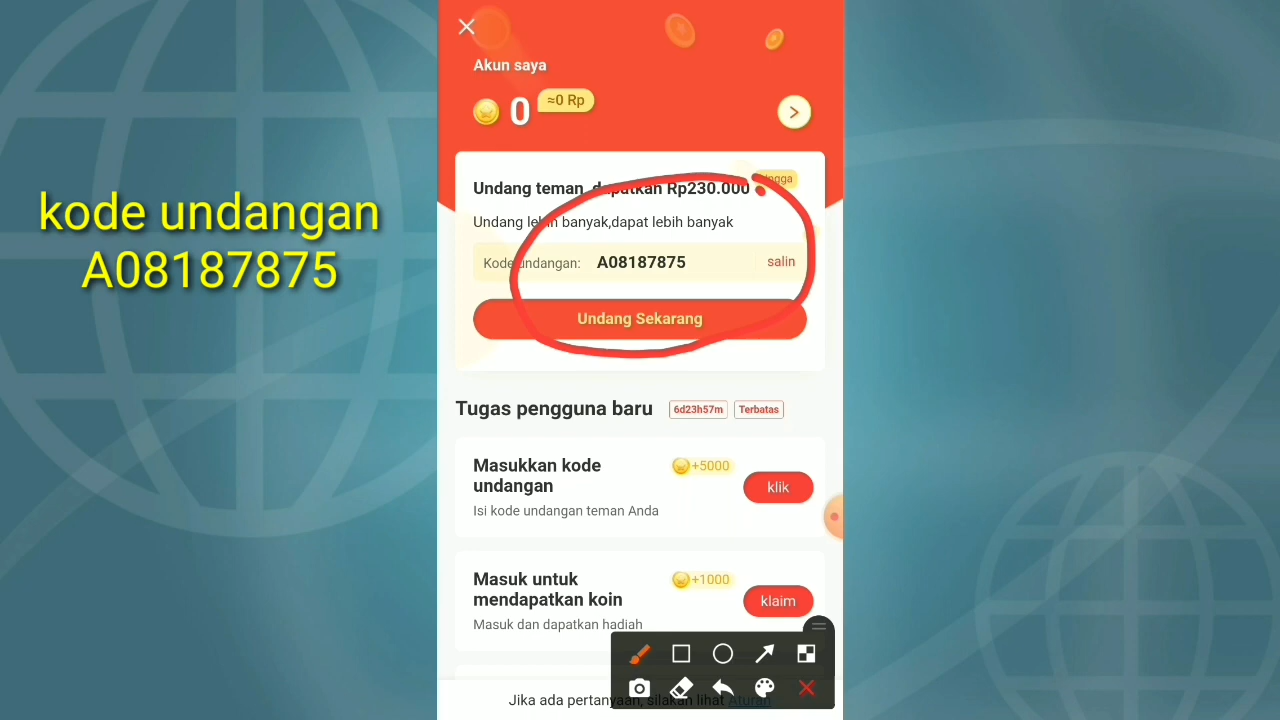 kode undangan
A08187875
Akun saya
0 ≈0 Rp
Undang teman, dapatkan Rp230.000
Undang lebih banyak,dapat lebih banyak
Kode undangan: A08187875 salin
Undang Sekarang
Tugas pengguna baru 6d23h57m Terbatas
Masukkan kode
undangan
+5000
klik
Isi kode undangan teman Anda
Masuk untuk
mendapatkan koin
+1000
klaim
Masuk dan dapatkan hadiah
Jika ada pertanyaan, silakan lihat Aturan